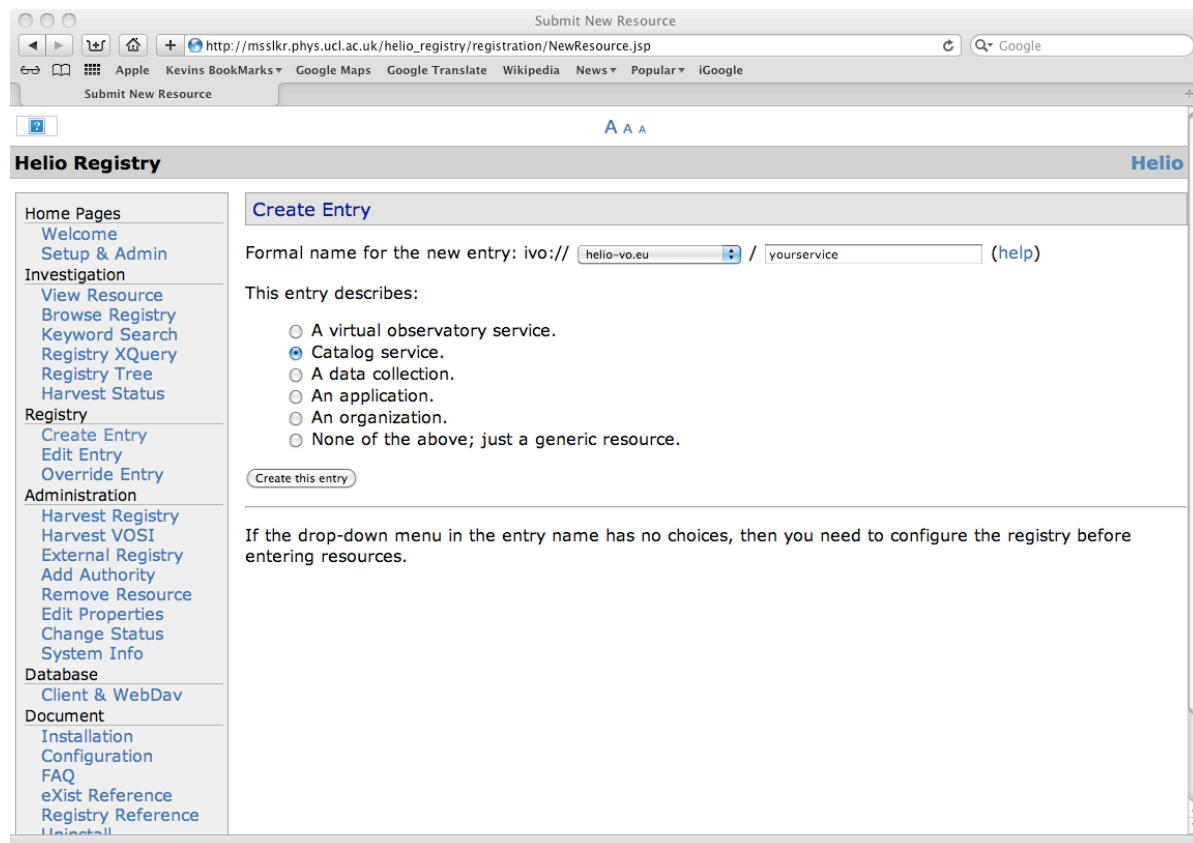 Submit New Resource
http://msslkr.phys.ucl.ac.uk/helio_registry/registration/NewResource.jsp
Google
Apple Kevins BookMarks Google Maps Google Translate Wikipedia News Popular iGoogle
Submit New Resource
? A A A
Helio Registry Helio
Home Pages
Welcome
Setup & Admin
Investigation
View Resource
Browse Registry
Keyword Search
Registry XQuery
Registry Tree
Harvest Status
Registry
Create Entry
Edit Entry
Override Entry
Administration
Harvest Registry
Harvest VOSI
External Registry
Add Authority
Remove Resource
Edit Properties
Change Status
System Info
Database
Client & WebDav
Document
Installation
Configuration
FAQ
eXist Reference
Registry Reference
Uninstall
Create Entry
Formal name for the new entry: ivo:// helio-vo.eu / yourservice (help)
This entry describes:
A virtual observatory service.
Catalog service.
A data collection.
An application.
An organization.
None of the above; just a generic resource.
Create this entry
If the drop-down menu in the entry name has no choices, then you need to configure the registry before
entering resources.